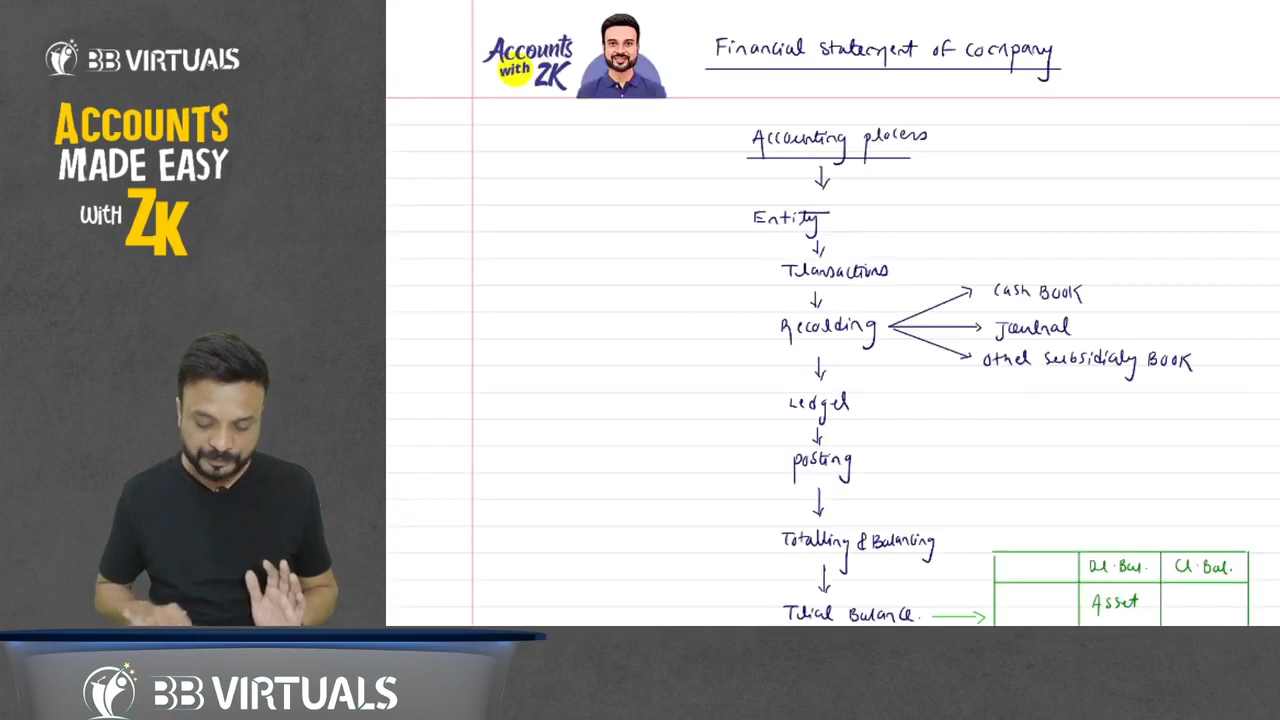 BB VIRTUALS
ACCOUNTS
MADE EASY
WITH ZK
Accounts
with ZK
Financial Statement of Company
Accounting process
Entity
Transactions
Recording
Cash Book
Journal
Other Subsidiary Book
Ledger
posting
Totalling & Balancing
Trial Balance.
Dr. Bal.
Cr. Bal.
Asset
BB VIRTUALS